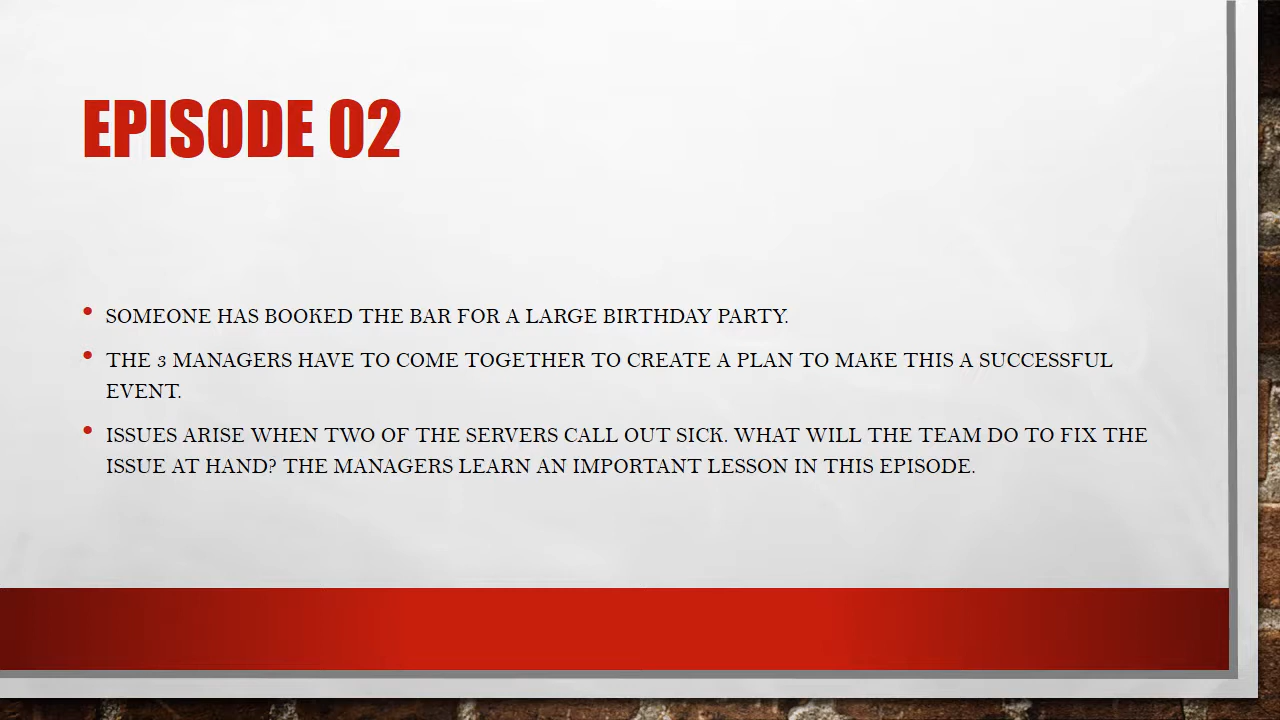 EPISODE 02
• SOMEONE HAS BOOKED THE BAR FOR A LARGE BIRTHDAY PARTY.
• THE 3 MANAGERS HAVE TO COME TOGETHER TO CREATE A PLAN TO MAKE THIS A SUCCESSFUL
EVENT.
• ISSUES ARISE WHEN TWO OF THE SERVERS CALL OUT SICK. WHAT WILL THE TEAM DO TO FIX THE
ISSUE AT HAND? THE MANAGERS LEARN AN IMPORTANT LESSON IN THIS EPISODE.